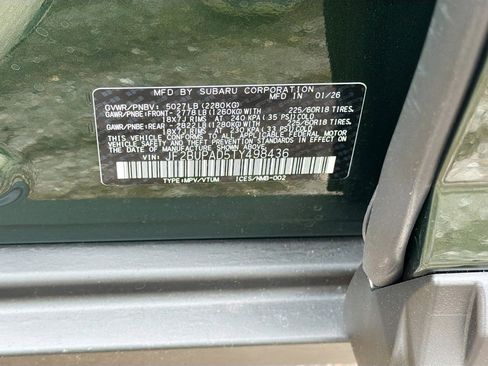 MFD BY SUBARU CORPORATION
MFD IN 01/26
GVWR/PNBV: 5027LB(2280KG)
GAWR/PNBE:FRONT- 2778LB(1260KG)WITH 225/60R18 TIRES,
18X7J RIMS AT 240 KPA(35 PSI)COLD
GAWR/PNBE:REAR - 2822LB(1280KG)WITH 225/60R18 TIRES,
18X7J RIMS AT 230 KPA(33 PSI)COLD
THIS VEHICLE CONFORMS TO ALL APPLICABLE FEDERAL MOTOR
VEHICLE SAFETY AND THEFT PREVENTION STANDARDS IN EFFECT
ON THE DATE OF MANUFACTURE SHOWN ABOVE.
VIN: JF2BUPAD5TY498436
TYPE:MPV/VTUM ICES/NMB-002